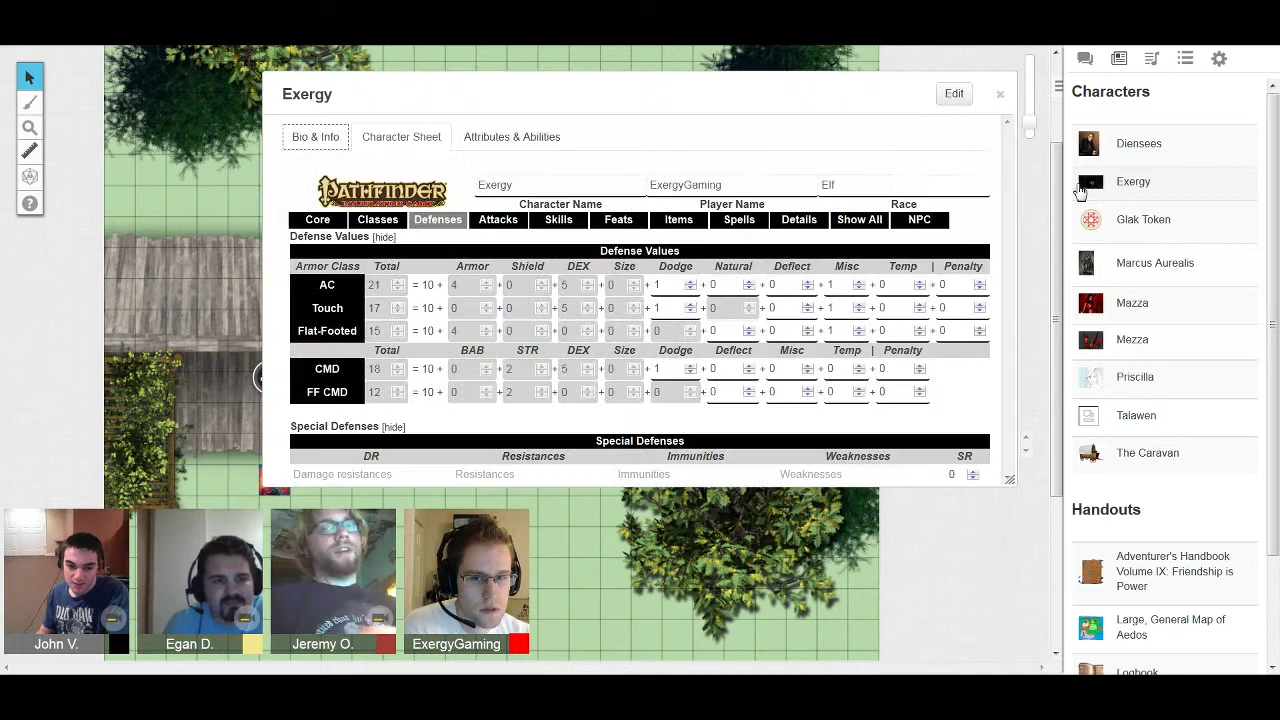 Exergy
Edit
Bio & Info Character Sheet Attributes & Abilities
PATHFINDER
ROLEPLAYING GAME
Exergy ExergyGaming Elf
Character Name Player Name Race
Core Classes Defenses Attacks Skills Feats Items Spells Details Show All NPC
Defense Values [hide]
Defense Values
Armor Class Total Armor Shield DEX Size Dodge Natural Deflect Misc Temp | Penalty
AC 21 = 10 + 4 + 0 + 5 + 0 + 1 + 0 + 0 + 1 + 0 + 0
Touch 17 = 10 + 0 + 0 + 5 + 0 + 1 + 0 + 0 + 1 + 0 + 0
Flat-Footed 15 = 10 + 4 + 0 + 0 + 0 + 0 + 0 + 0 + 1 + 0 + 0
Total BAB STR DEX Size Dodge Deflect Misc Temp | Penalty
CMD 18 = 10 + 0 + 2 + 5 + 0 + 1 + 0 + 0 + 0 + 0
FF CMD 12 = 10 + 0 + 2 + 0 + 0 + 0 + 0 + 0 + 0 + 0
Special Defenses [hide]
Special Defenses
DR Resistances Immunities Weaknesses SR
Damage resistances Resistances Immunities Weaknesses 0
John V. Egan D. Jeremy O. ExergyGaming
Characters
Diensees
Exergy
Glak Token
Marcus Aurealis
Mazza
Mezza
Priscilla
Talawen
The Caravan
Handouts
Adventurer's Handbook
Volume IX: Friendship is
Power
Large, General Map of
Aedos
Logbook